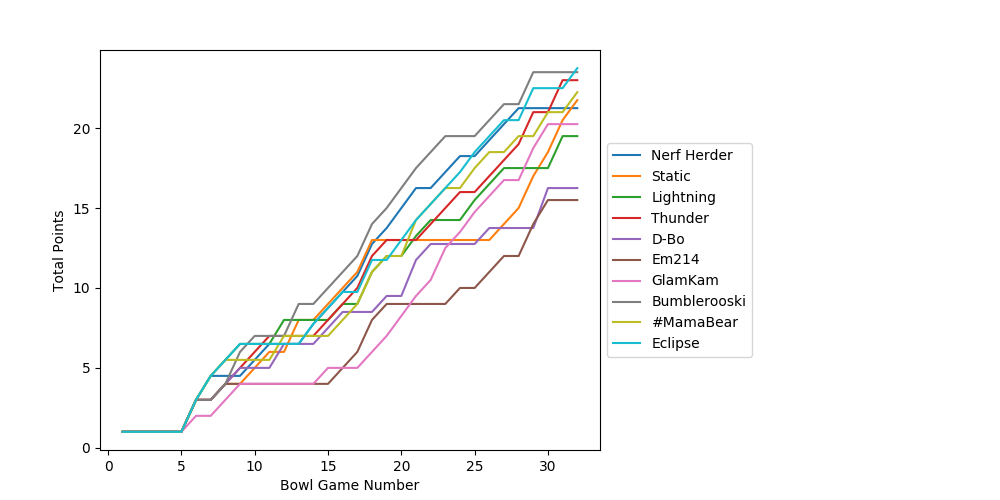 20
15
10
5
0
Total Points
0 5 10 15 20 25 30
Bowl Game Number
Nerf Herder
Static
Lightning
Thunder
D-Bo
Em214
GlamKam
Bumblerooski
#MamaBear
Eclipse